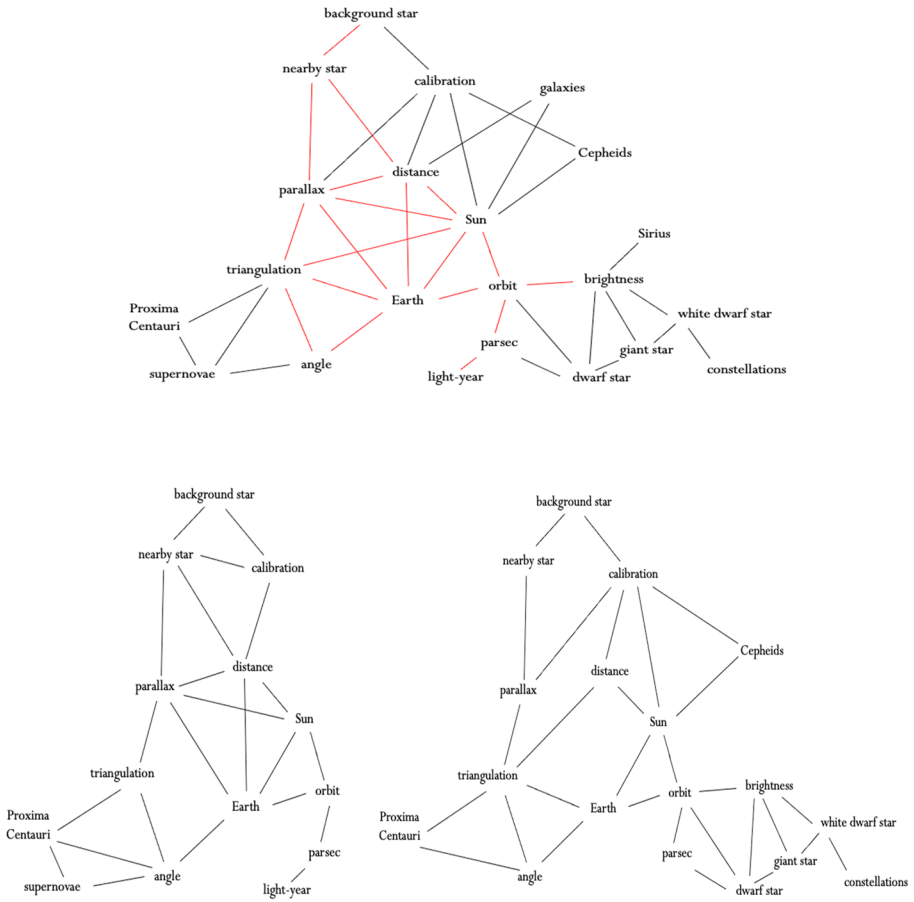 background star
nearby star
calibration
galaxies
Cepheids
distance
parallax
Sun
Sirius
triangulation
brightness
orbit
Earth
Proxima
Centauri
white dwarf star
parsec
giant star
angle
supernovae
light-year
dwarf star
constellations
background star
nearby star
calibration
distance
parallax
Sun
triangulation
orbit
Earth
Proxima
Centauri
parsec
angle
supernovae
light-year
background star
nearby star
calibration
Cepheids
distance
parallax
Sun
triangulation
brightness
orbit
Earth
Proxima
Centauri
white dwarf star
parsec
giant star
angle
constellations
dwarf star